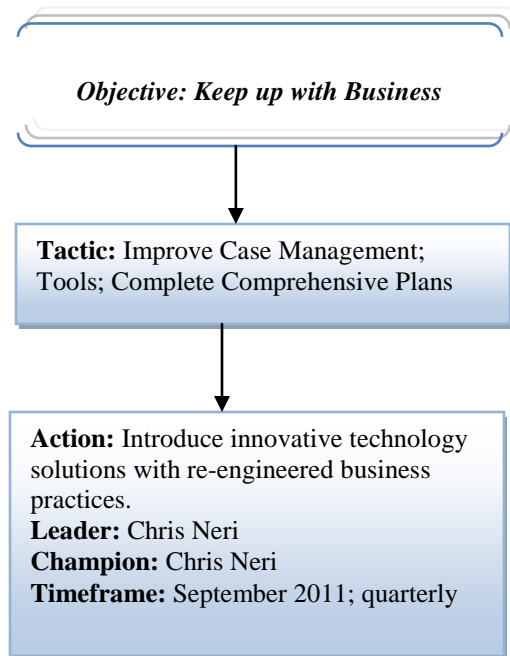 Objective: Keep up with Business
Tactic: Improve Case Management;
Tools; Complete Comprehensive Plans
Action: Introduce innovative technology
solutions with re-engineered business
practices.
Leader: Chris Neri
Champion: Chris Neri
Timeframe: September 2011; quarterly